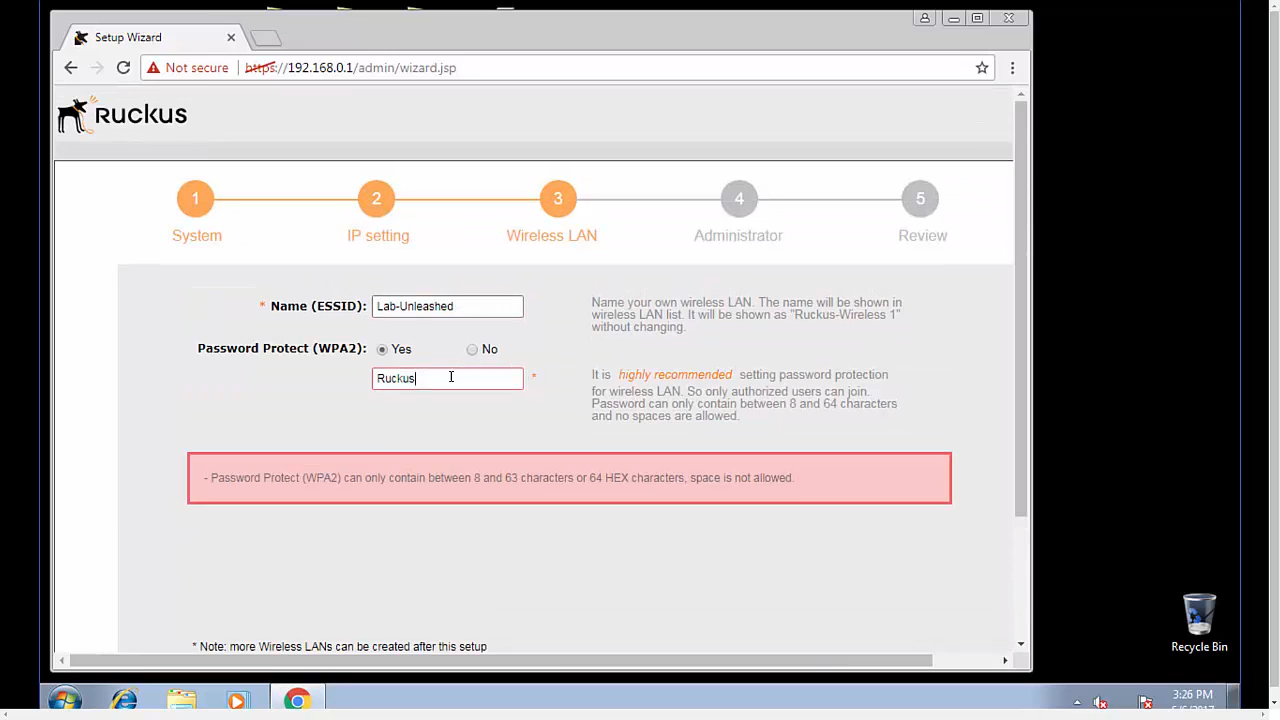 Setup Wizard
Not secure https://192.168.0.1/admin/wizard.jsp
Ruckus
1 2 3 4 5
System IP setting Wireless LAN Administrator Review
* Name (ESSID): Lab-Unleashed
Name your own wireless LAN. The name will be shown in
wireless LAN list. It will be shown as "Ruckus-Wireless 1"
without changing.
Password Protect (WPA2): Yes No
Ruckus *
It is highly recommended setting password protection
for wireless LAN. So only authorized users can join.
Password can only contain between 8 and 64 characters
and no spaces are allowed.
- Password Protect (WPA2) can only contain between 8 and 63 characters or 64 HEX characters, space is not allowed.
* Note: more Wireless LANs can be created after this setup
Recycle Bin
3:26 PM